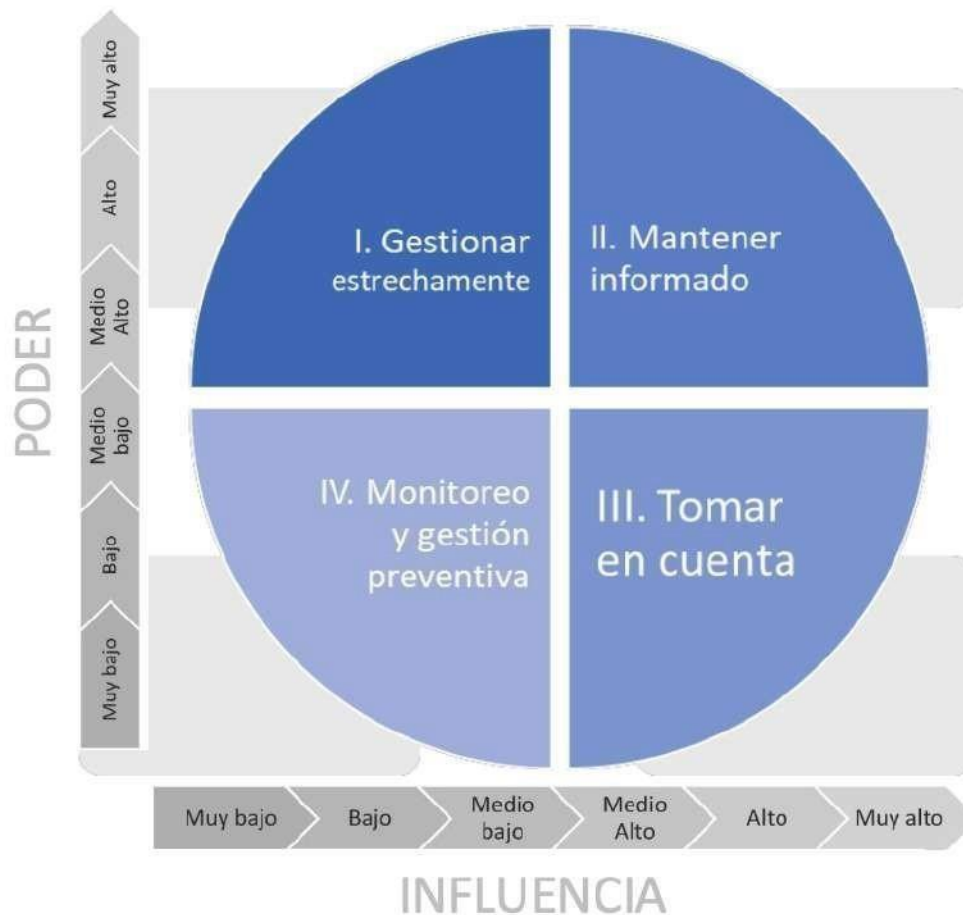 PODER
Muy alto
Alto
Medio
Alto
Medio
bajo
Bajo
Muy bajo
I. Gestionar
estrechamente
II. Mantener
informado
IV. Monitoreo
y gestión
preventiva
III. Tomar
en cuenta
Muy bajo
Bajo
Medio
bajo
Medio
Alto
Alto
Muy alto
INFLUENCIA